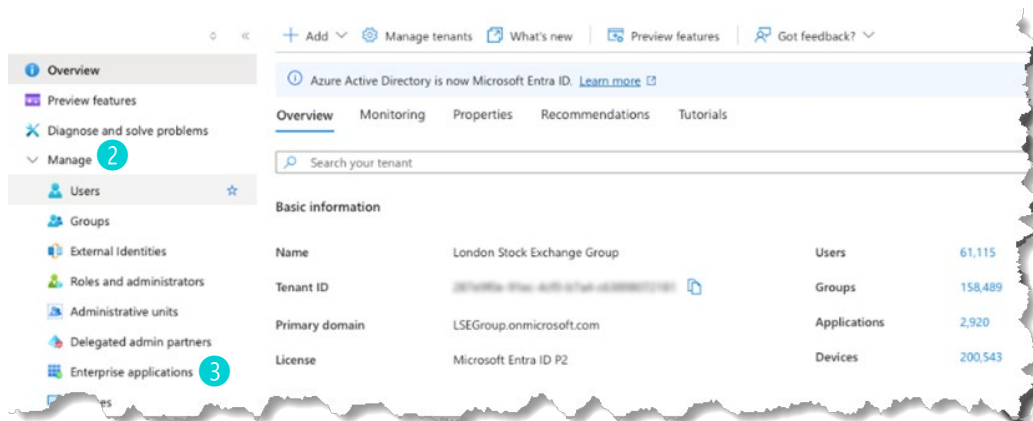 Add Manage tenants What's new Preview features Got feedback?
Overview
Preview features
Diagnose and solve problems
Manage 2
Users
Groups
External Identities
Roles and administrators
Administrative units
Delegated admin partners
Enterprise applications 3
Azure Active Directory is now Microsoft Entra ID. Learn more
Overview Monitoring Properties Recommendations Tutorials
Search your tenant
Basic information
Name London Stock Exchange Group Users 61,115
Tenant ID Groups 158,489
Primary domain LSEGroup.onmicrosoft.com Applications 2,920
License Microsoft Entra ID P2 Devices 200,543